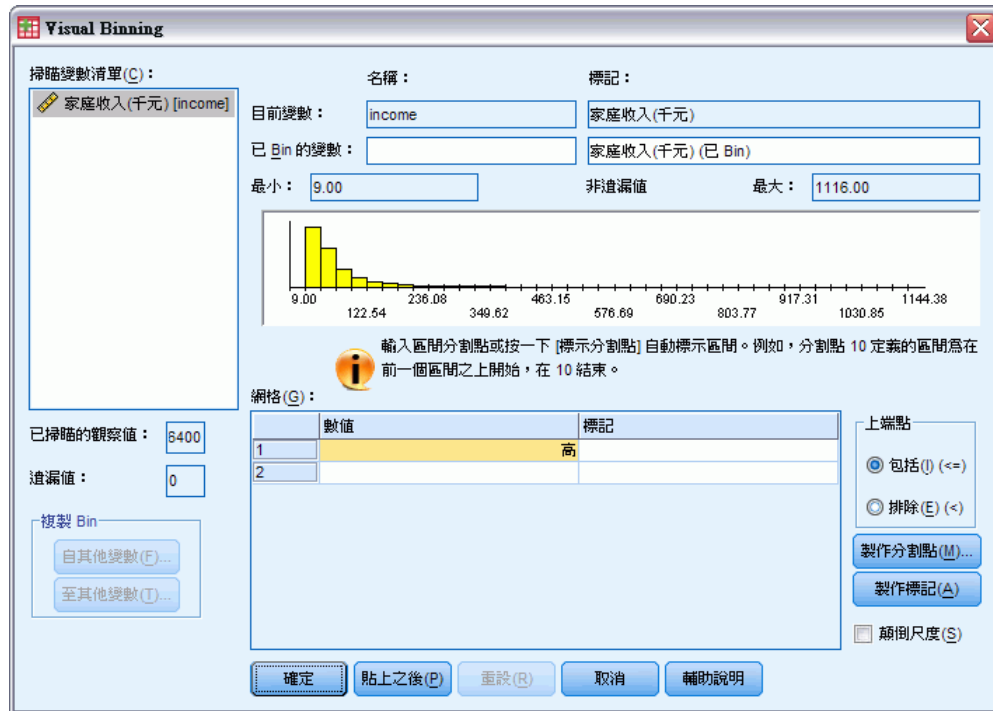 Visual Binning
掃瞄變數清單(C)：
家庭收入(千元) [income]
名稱：
標記：
目前變數：
income
家庭收入(千元)
已 Bin 的變數：
家庭收入(千元) (已 Bin)
最小：
9.00
非遺漏值
最大：
1116.00
9.00
122.54
236.08
349.62
463.15
576.69
690.23
803.77
917.31
1030.85
1144.38
輸入區間分割點或按一下 [標示分割點] 自動標示區間。例如，分割點 10 定義的區間為在
前一個區間之上開始，在 10 結束。
網格(G)：
數值
標記
1
高
2
已掃瞄的觀察值：
6400
遺漏值：
0
複製 Bin
自其他變數(F)...
至其他變數(T)...
上端點
包括(I) (<=)
排除(E) (<)
製作分割點(M)...
製作標記(A)
顛倒尺度(S)
確定
貼上之後(P)
重設(R)
取消
輔助說明